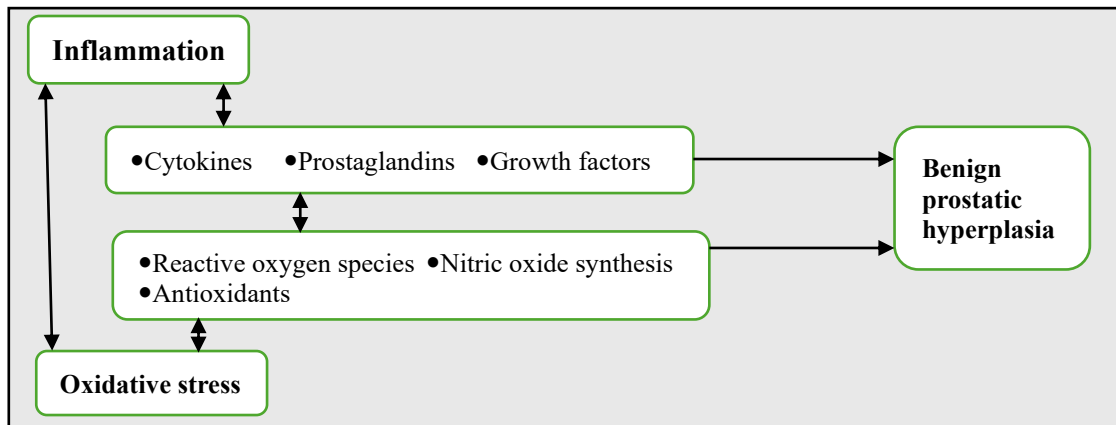 Inflammation
•Cytokines •Prostaglandins •Growth factors
Benign
prostatic
hyperplasia
•Reactive oxygen species •Nitric oxide synthesis
•Antioxidants
Oxidative stress